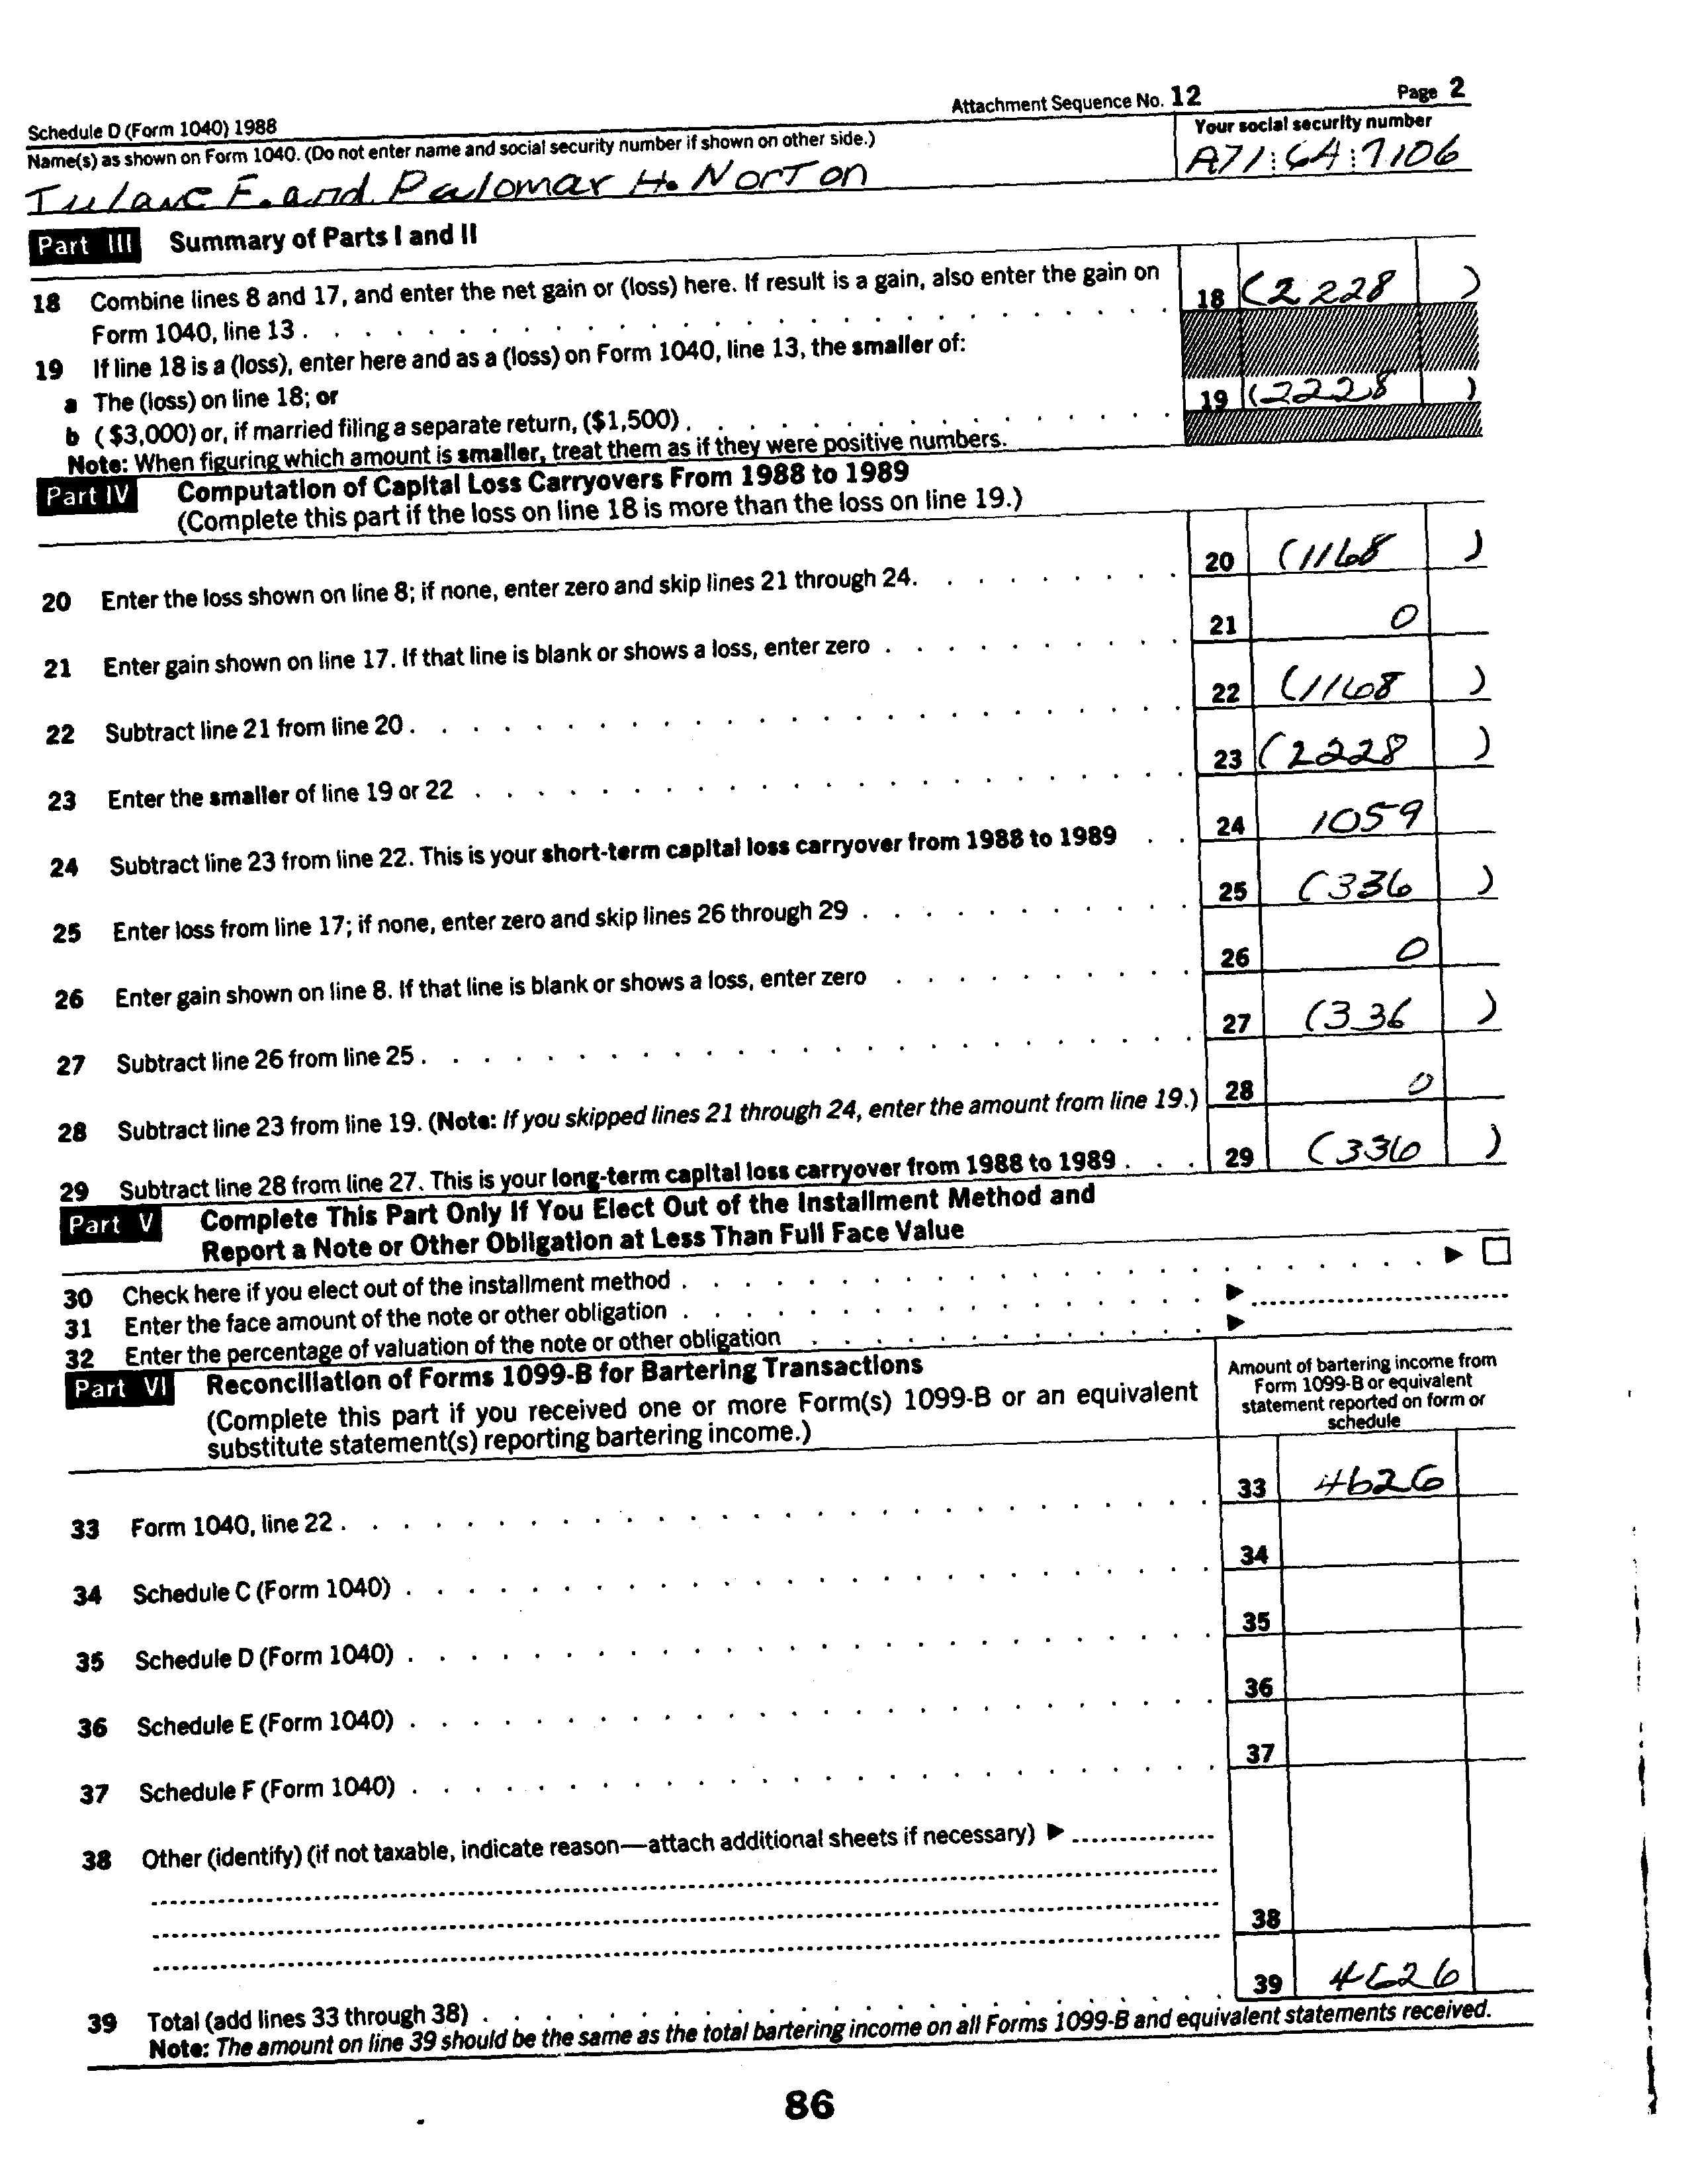 Schedule D (Form 1040) 1988 Attachment Sequence No. 12 Page 2
Name(s) as shown on Form 1040. (Do not enter name and social security number if shown on other side.) Your social security number
F. and Palomar H. Norton A71:64:7106
Part III Summary of Parts I and II
18 Combine lines 8 and 17, and enter the net gain or (loss) here. If result is a gain, also enter the gain on
Form 1040, line 13 . . . 18 (2228)
19 If line 18 is a (loss), enter here and as a (loss) on Form 1040, line 13, the smaller of:
a The (loss) on line 18; or
b ($3,000) or, if married filing a separate return, ($1,500) . . . 19 (2228)
Note: When figuring which amount is smaller, treat them as if they were positive numbers.
Part IV Computation of Capital Loss Carryovers From 1988 to 1989
(Complete this part if the loss on line 18 is more than the loss on line 19.)
20 Enter the loss shown on line 8; if none, enter zero and skip lines 21 through 24. . . . 20 (1168)
21 Enter gain shown on line 17. If that line is blank or shows a loss, enter zero . . . 21 0
22 Subtract line 21 from line 20 . . . 22 (1168)
23 Enter the smaller of line 19 or 22 . . . 23 (2228)
24 Subtract line 23 from line 22. This is your short-term capital loss carryover from 1988 to 1989 . . 24 1059
25 Enter loss from line 17; if none, enter zero and skip lines 26 through 29 . . . 25 (336)
26 Enter gain shown on line 8. If that line is blank or shows a loss, enter zero . . . 26 0
27 Subtract line 26 from line 25 . . . 27 (336)
28 Subtract line 23 from line 19. (Note: If you skipped lines 21 through 24, enter the amount from line 19.) 28 0
29 Subtract line 28 from line 27. This is your long-term capital loss carryover from 1988 to 1989 . . . 29 (336)
Part V Complete This Part Only If You Elect Out of the Installment Method and
Report a Note or Other Obligation at Less Than Full Face Value
30 Check here if you elect out of the installment method . . . ▶ ☐
31 Enter the face amount of the note or other obligation . . . ▶
32 Enter the percentage of valuation of the note or other obligation . . . ▶
Part VI Reconciliation of Forms 1099-B for Bartering Transactions
(Complete this part if you received one or more Form(s) 1099-B or an equivalent
substitute statement(s) reporting bartering income.)
Amount of bartering income from
Form 1099-B or equivalent
statement reported on form or
schedule
33 Form 1040, line 22 . . . 33 4626
34 Schedule C (Form 1040) . . . 34
35 Schedule D (Form 1040) . . . 35
36 Schedule E (Form 1040) . . . 36
37 Schedule F (Form 1040) . . . 37
38 Other (identify) (if not taxable, indicate reason—attach additional sheets if necessary) ▶
38
39 Total (add lines 33 through 38) . . . 39 4626
Note: The amount on line 39 should be the same as the total bartering income on all Forms 1099-B and equivalent statements received.
86